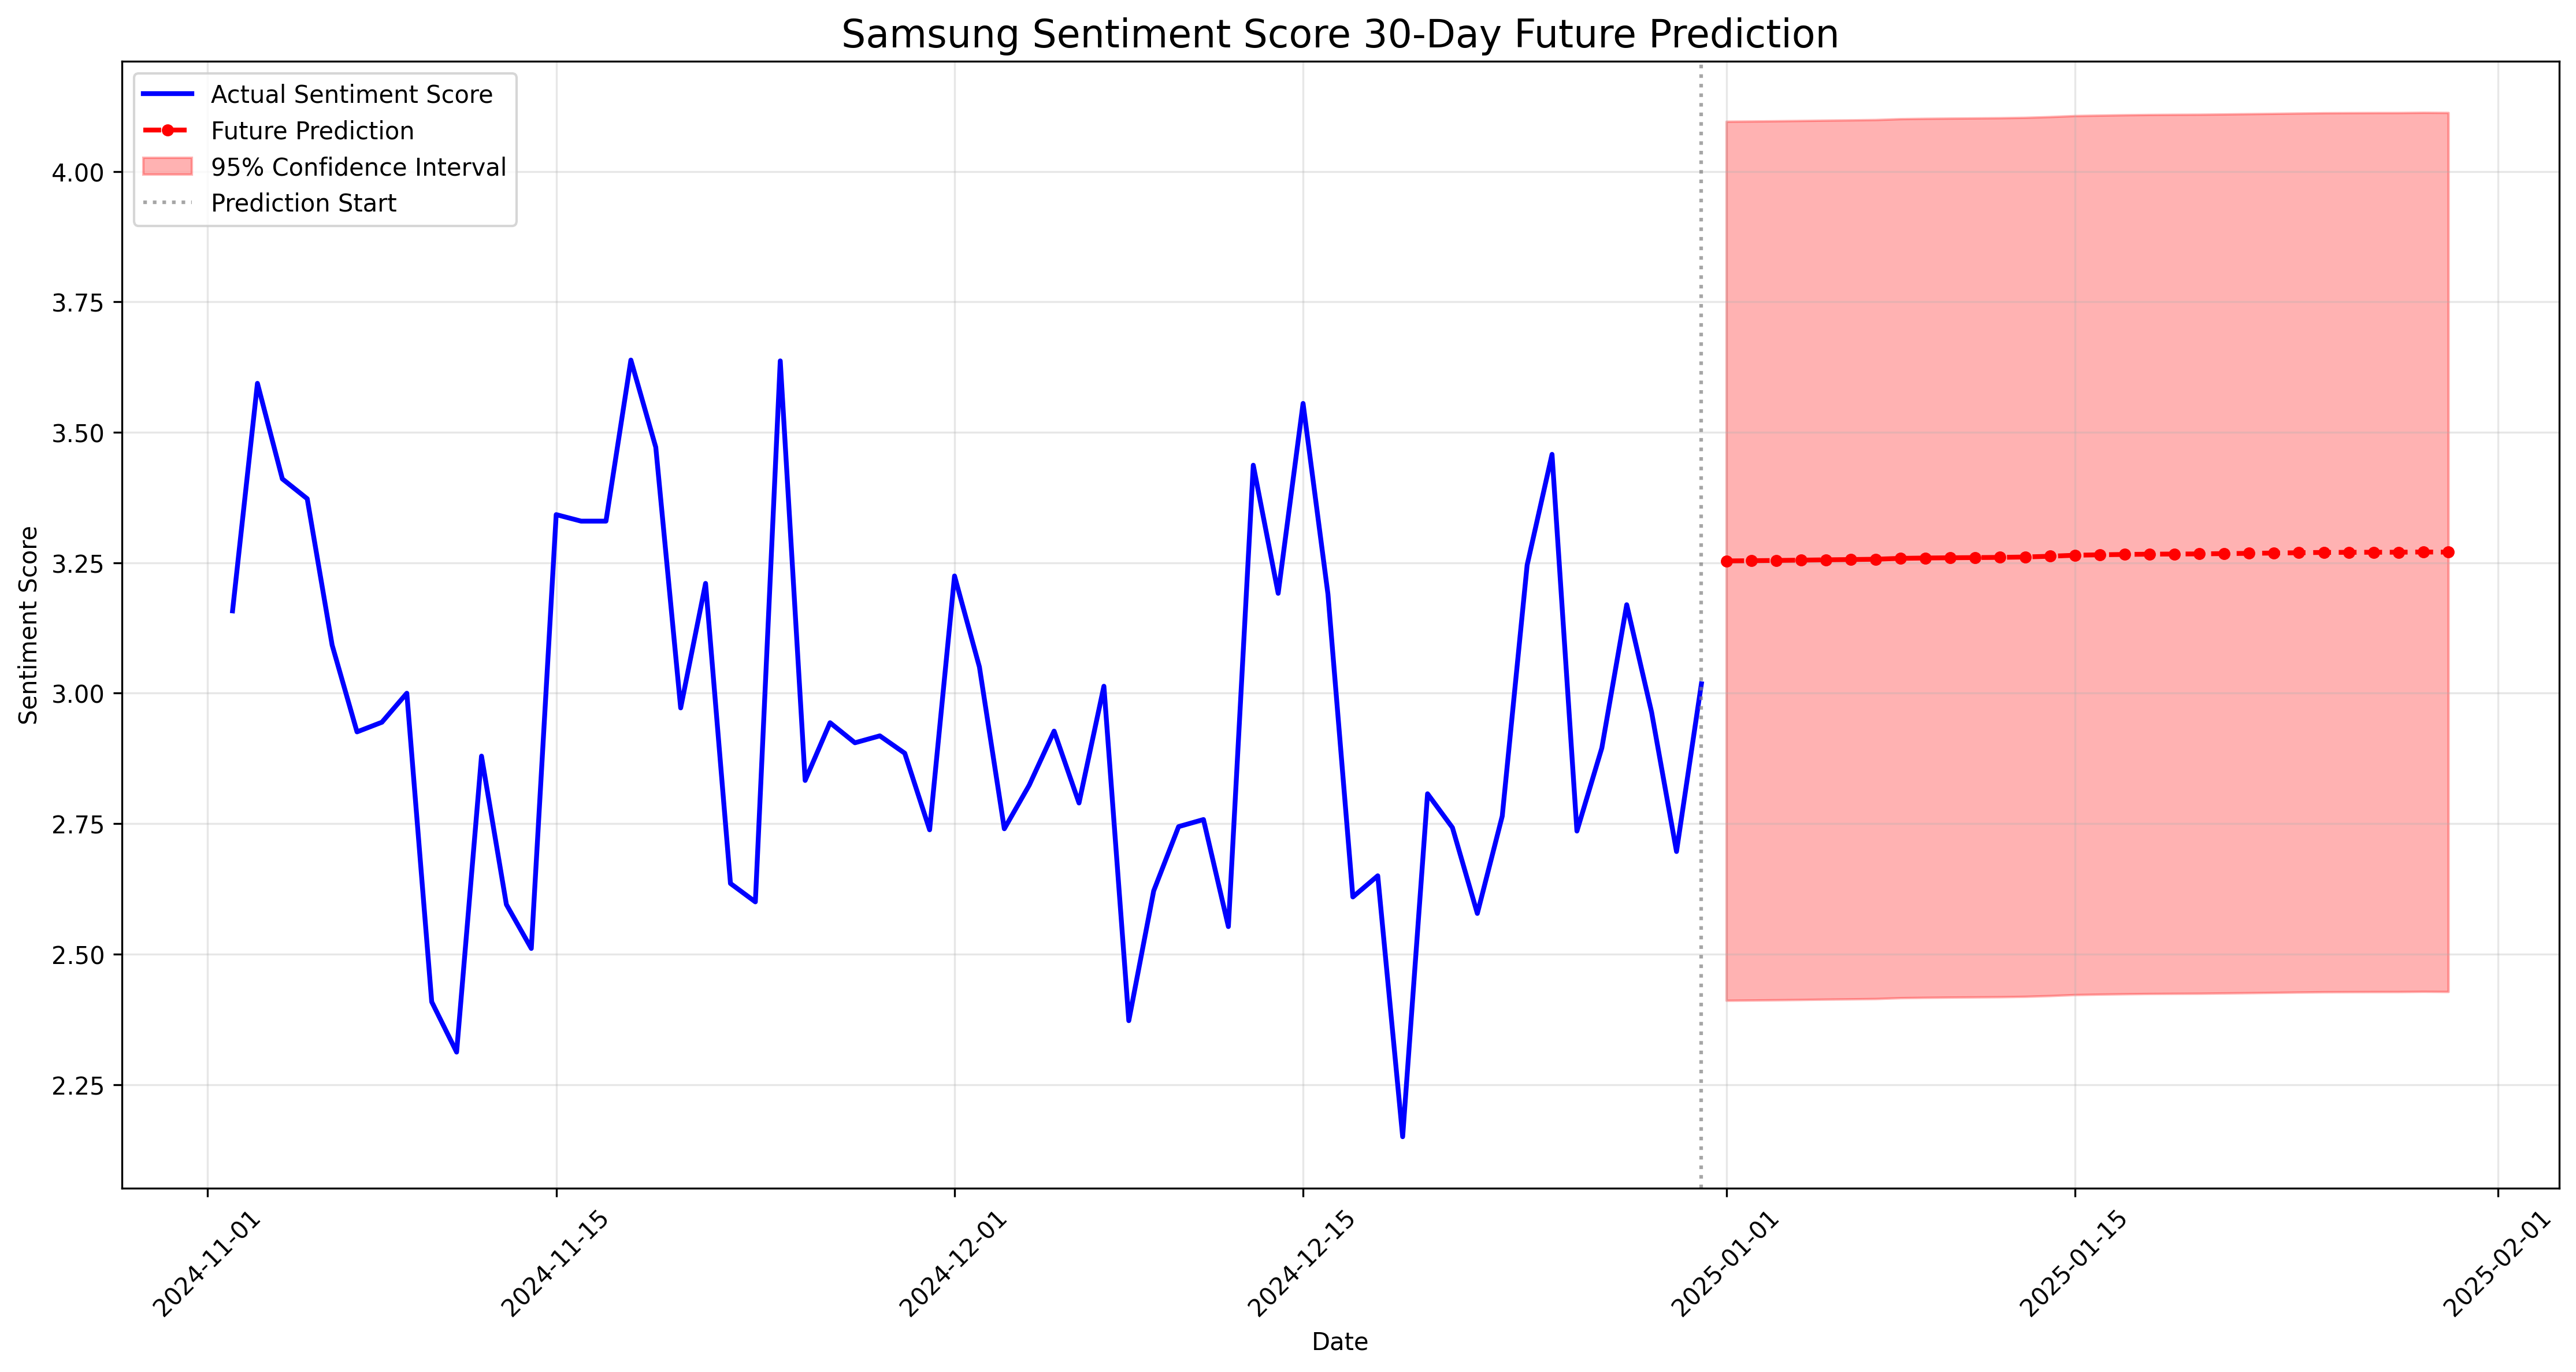 Samsung Sentiment Score 30-Day Future Prediction
Actual Sentiment Score
Future Prediction
95% Confidence Interval
Prediction Start
Sentiment Score
4.00
3.75
3.50
3.25
3.00
2.75
2.50
2.25
2024-11-01
2024-11-15
2024-12-01
2024-12-15
2025-01-01
2025-01-15
2025-02-01
Date